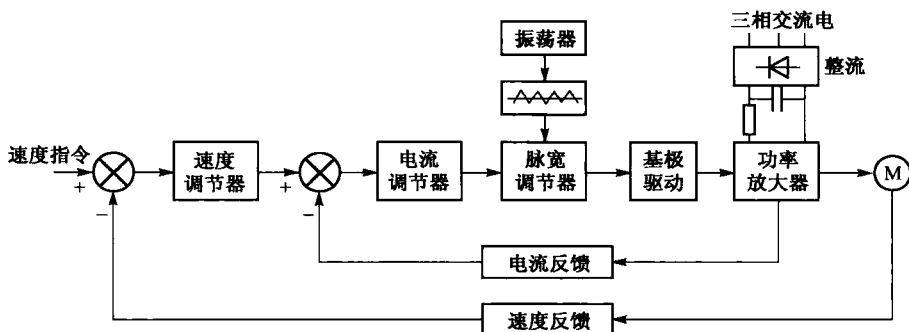 三相交流电
振荡器
整流
速度指令
+
−
速度
调节器
+
−
电流
调节器
脉宽
调节器
基极
驱动
功率
放大器
M
电流反馈
速度反馈